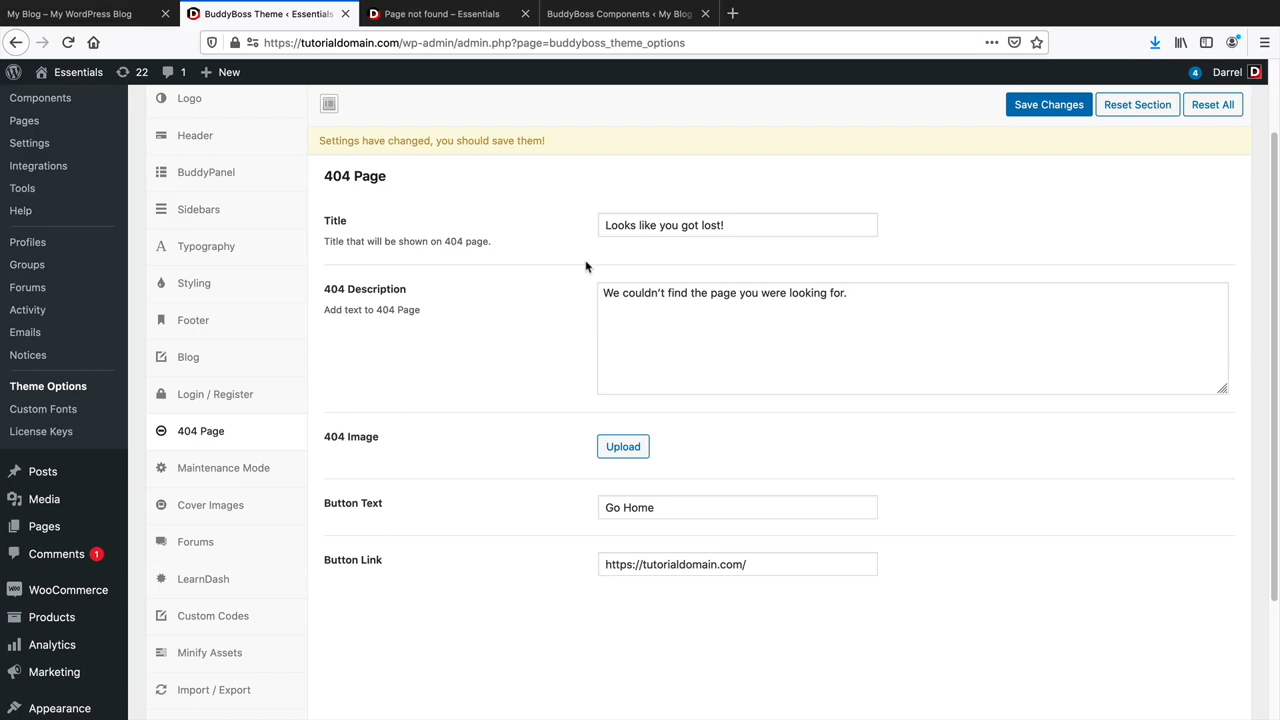 My Blog – My WordPress Blog
BuddyBoss Theme ‹ Essentials
Page not found – Essentials
BuddyBoss Components ‹ My Blog
https://tutorialdomain.com/wp-admin/admin.php?page=buddyboss_theme_options
Essentials
22
1
New
4
Darrel
Components
Pages
Settings
Integrations
Tools
Help
Profiles
Groups
Forums
Activity
Emails
Notices
Theme Options
Custom Fonts
License Keys
Posts
Media
Pages
Comments 1
WooCommerce
Products
Analytics
Marketing
Appearance
Logo
Header
BuddyPanel
Sidebars
Typography
Styling
Footer
Blog
Login / Register
404 Page
Maintenance Mode
Cover Images
Forums
LearnDash
Custom Codes
Minify Assets
Import / Export
Save Changes
Reset Section
Reset All
Settings have changed, you should save them!
404 Page
Title
Title that will be shown on 404 page.
Looks like you got lost!
404 Description
Add text to 404 Page
We couldn't find the page you were looking for.
404 Image
Upload
Button Text
Go Home
Button Link
https://tutorialdomain.com/